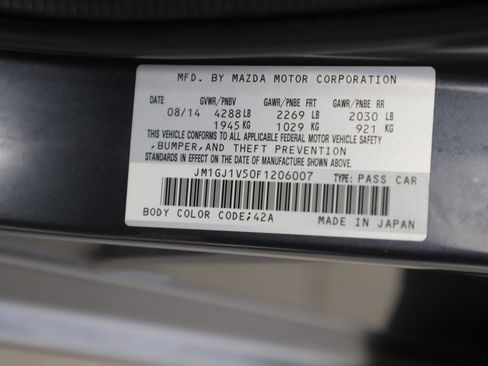 MFD. BY MAZDA MOTOR CORPORATION
DATE GVWR/PNBV GAWR/PNBE FRT GAWR/PNBE RR
08/14 4288LB 2269 LB 2030 LB
1945KG 1029 KG 921 KG
THIS VEHICLE CONFORMS TO ALL APPLICABLE FEDERAL MOTOR VEHICLE SAFETY
,BUMPER,AND THEFT PREVENTION
STANDARDS IN EFFECT ON THE DATE OF MANUFACTURE SHOWN ABOVE.
JM1GJ1V50F1206007 TYPE: PASS CAR
BODY COLOR CODE;42A MADE IN JAPAN